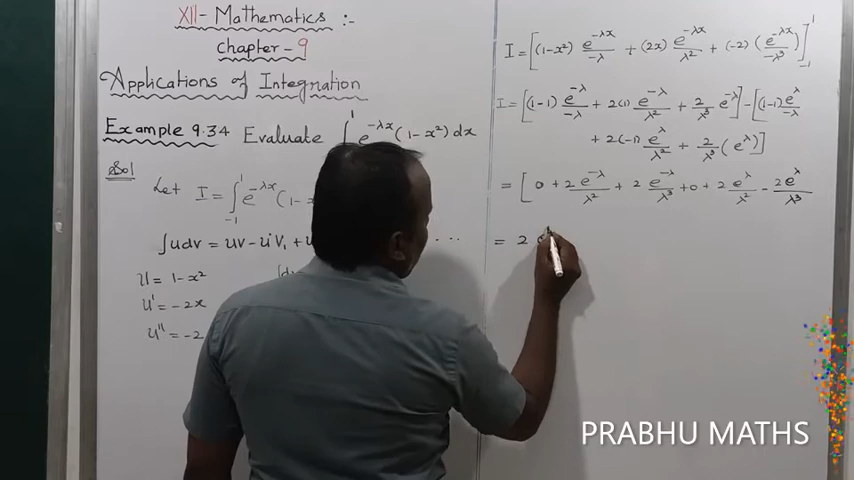 XII - Mathematics :-
Chapter - 9
Applications of Integration
Example 9.34 Evaluate ∫¹ e^(-λx) (1-x²) dx
Sol
Let I = ∫₋₁¹ e^(-λx) (1-
∫udv = uv - u'v₁ + u ...
u = 1-x²
u' = -2x
u'' = -2
I = [(1-x²) e^(-λx)/-λ + (2x) e^(-λx)/λ² + (-2) (e^(-λx)/-λ³)]₋₁¹
I = [(1-1) e^(-λ)/-λ + 2(1) e^(-λ)/λ² + 2/λ³ e^(-λ)] - [(1-1) e^λ/-λ
+ 2(-1) e^λ/λ² + 2/λ³ (e^λ)]
= [0 + 2 e^(-λ)/λ² + 2 e^(-λ)/λ³ + 0 + 2 e^λ/λ² - 2e^λ/λ³
= 2
PRABHU MATHS